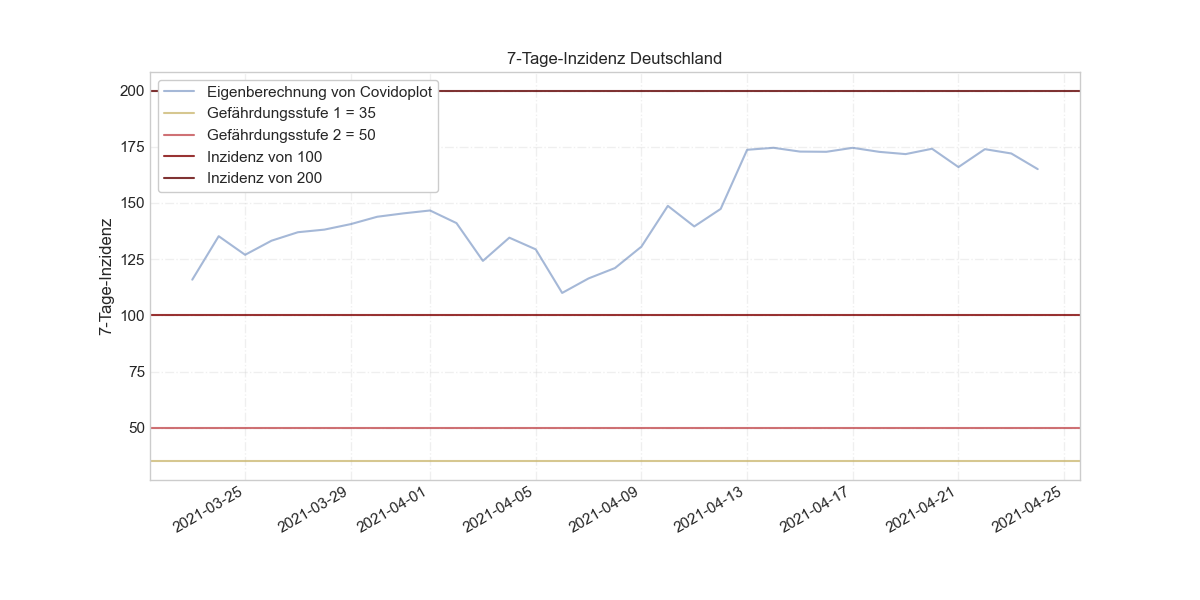 7-Tage-Inzidenz Deutschland
Eigenberechnung von Covidoplot
Gefährdungsstufe 1 = 35
Gefährdungsstufe 2 = 50
Inzidenz von 100
Inzidenz von 200
7-Tage-Inzidenz
200
175
150
125
100
75
50
2021-03-25
2021-03-29
2021-04-01
2021-04-05
2021-04-09
2021-04-13
2021-04-17
2021-04-21
2021-04-25